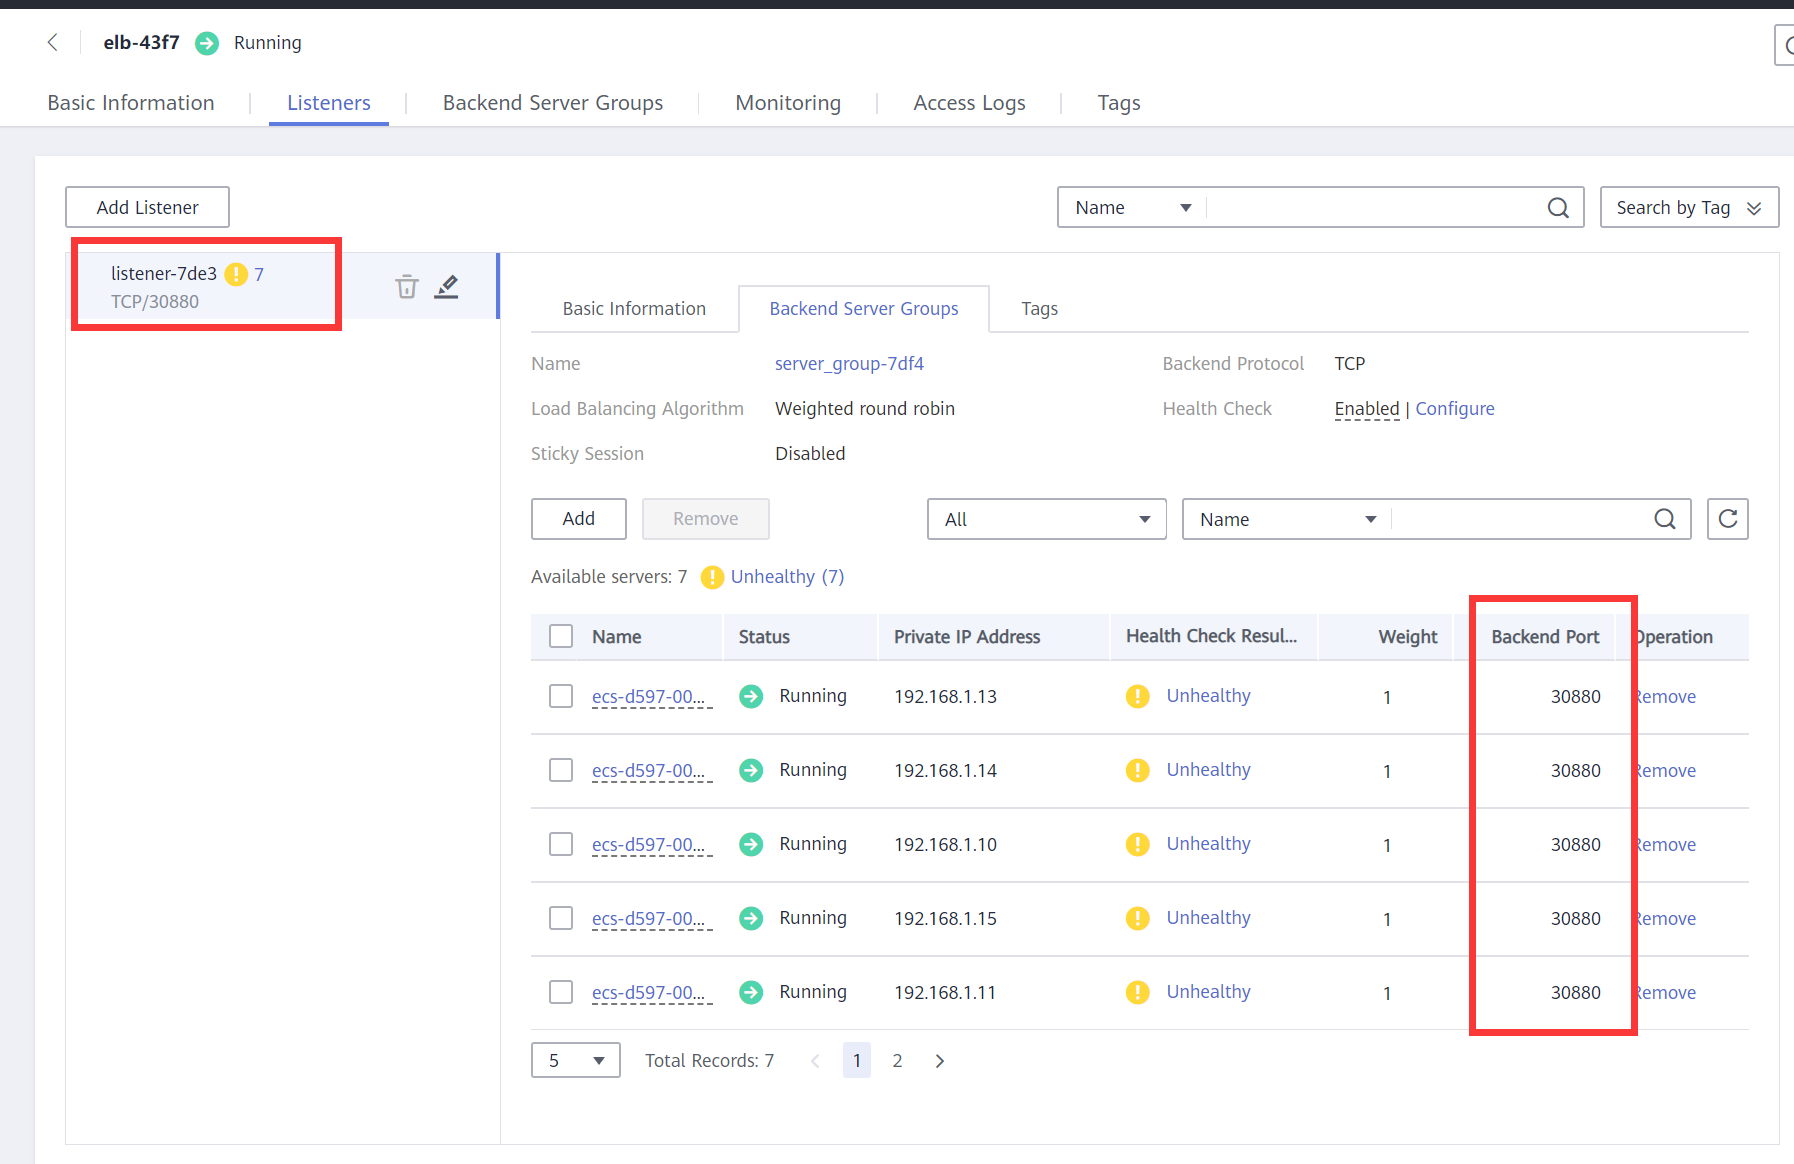 elb-43f7 Running
Basic Information Listeners Backend Server Groups Monitoring Access Logs Tags
Add Listener Name Search by Tag
listener-7de3 7
TCP/30880
Basic Information Backend Server Groups Tags
Name server_group-7df4 Backend Protocol TCP
Load Balancing Algorithm Weighted round robin Health Check Enabled | Configure
Sticky Session Disabled
Add Remove All Name
Available servers: 7 Unhealthy (7)
Name Status Private IP Address Health Check Resul... Weight Backend Port Operation
ecs-d597-00... Running 192.168.1.13 Unhealthy 1 30880 Remove
ecs-d597-00... Running 192.168.1.14 Unhealthy 1 30880 Remove
ecs-d597-00... Running 192.168.1.10 Unhealthy 1 30880 Remove
ecs-d597-00... Running 192.168.1.15 Unhealthy 1 30880 Remove
ecs-d597-00... Running 192.168.1.11 Unhealthy 1 30880 Remove
5 Total Records: 7 1 2